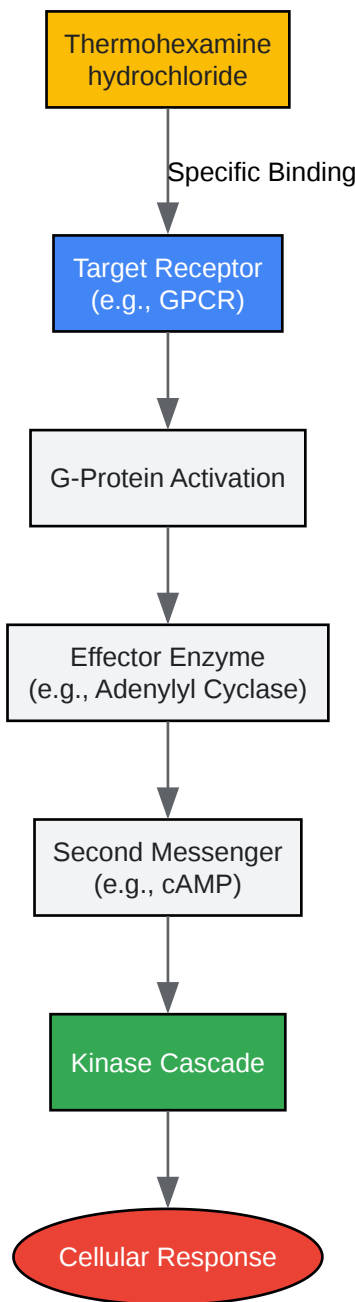 Thermohexamine
hydrochloride
Specific Binding
Target Receptor
(e.g., GPCR)
G-Protein Activation
Effector Enzyme
(e.g., Adenylyl Cyclase)
Second Messenger
(e.g., cAMP)
Kinase Cascade
Cellular Response